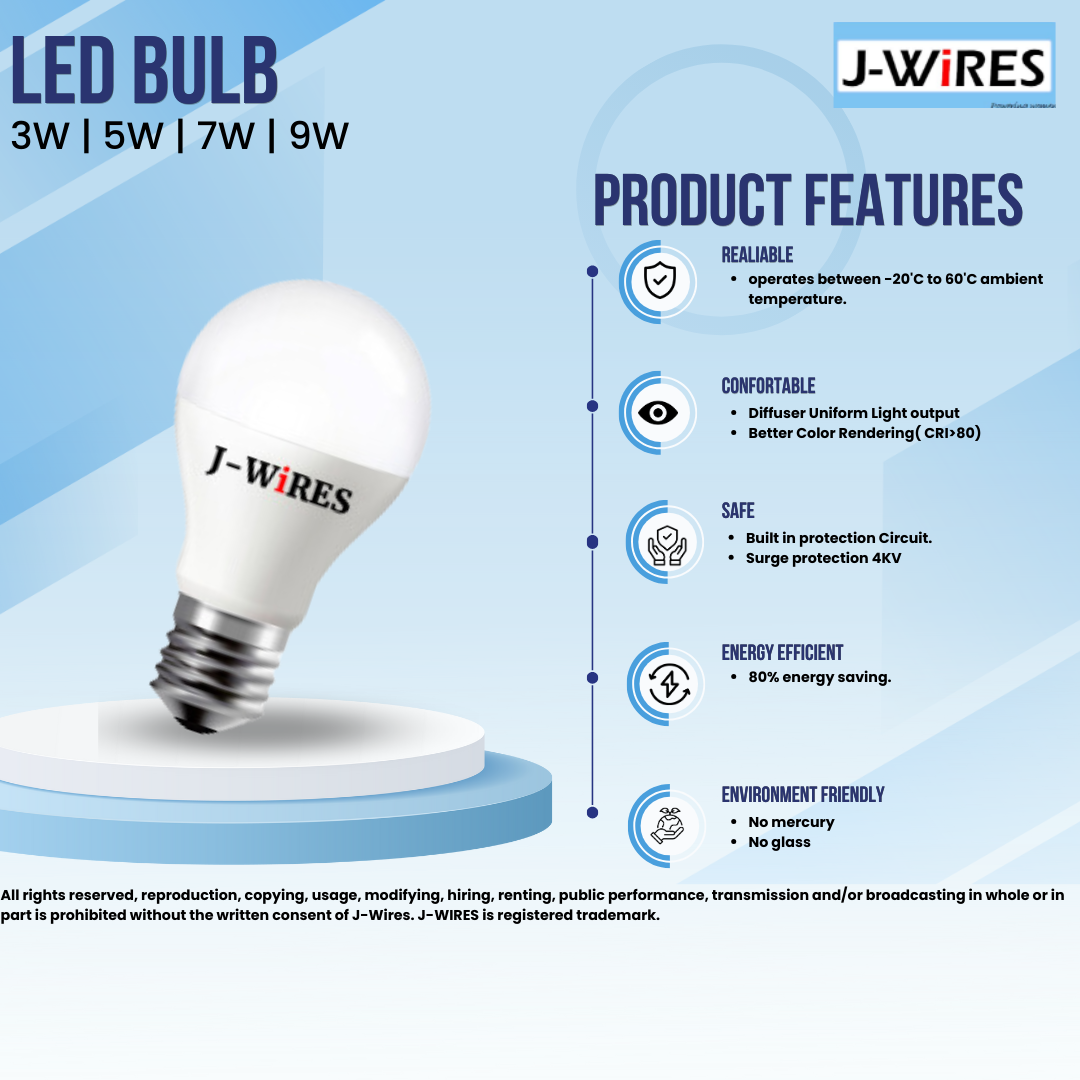 LED BULB
3W | 5W | 7W | 9W
J-WiRES
PRODUCT FEATURES
REALIABLE
• operates between -20'C to 60'C ambient
temperature.
CONFORTABLE
• Diffuser Uniform Light output
• Better Color Rendering( CRI>80)
J-WiRES
SAFE
• Built in protection Circuit.
• Surge protection 4KV
ENERGY EFFICIENT
• 80% energy saving.
ENVIRONMENT FRIENDLY
• No mercury
• No glass
All rights reserved, reproduction, copying, usage, modifying, hiring, renting, public performance, transmission and/or broadcasting in whole or in
part is prohibited without the written consent of J-Wires. J-WIRES is registered trademark.